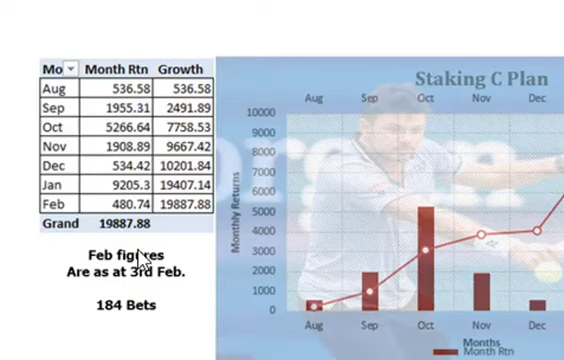 Mo Month Rtn Growth
Aug 536.58 536.58
Sep 1955.31 2491.89
Oct 5266.64 7758.53
Nov 1908.89 9667.42
Dec 534.42 10201.84
Jan 9205.3 19407.14
Feb 480.74 19887.88
Grand 19887.88
Feb figures
Are as at 3rd Feb.
184 Bets
Staking C Plan
Aug Sep Oct Nov Dec
10000
9000
8000
7000
6000
5000
4000
3000
2000
1000
0
Monthly Returns
Aug Sep Oct Nov Dec
Months
Month Rtn